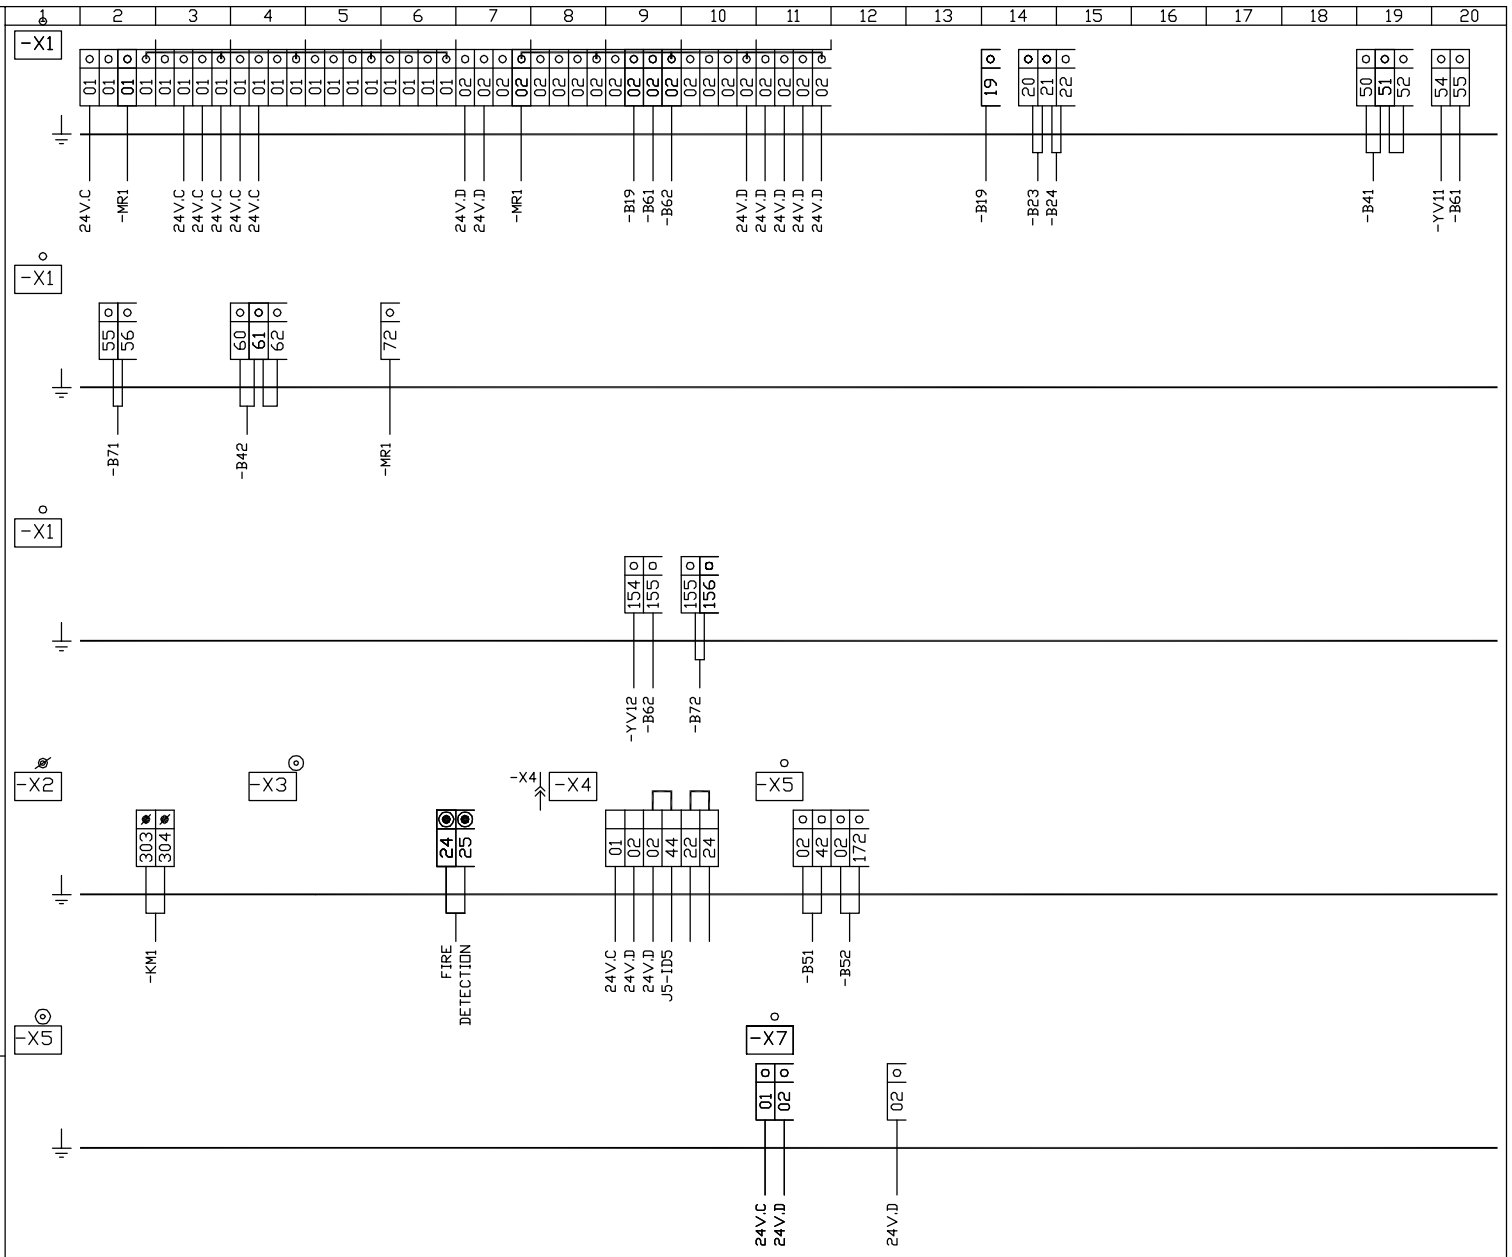 1 2 3 4 5 6 7 8 9 10 11 12 13 14 15 16 17 18 19 20
-X1
01 01 01 01 01 01 01 01 01 01 01 01 01 01 01 01 01 01 01 01 02 02 02 02 02 02 02 02 02 02 02 02 02 02 02 02 02 02 02 02 19 20 21 22 50 51 52 54 55
24V.C -MR1 24V.C 24V.C 24V.C 24V.C 24V.C 24V.D 24V.D -MR1 -B19 -B61 -B62 24V.D 24V.D 24V.D 24V.D 24V.D -B19 -B23 -B24 -B41 -YV11 -B61
-X1
55 56 60 61 62 72
-B71 -B42 -MR1
-X1
154 155 155 156
-YV12 -B62 -B72
-X2 -X3 -X4 -X4 -X5
303 304 24 25 01 02 02 44 22 24 02 42 02 172
-KM1 FIRE DETECTION 24V.C 24V.D 24V.D J5-ID5 -B51 -B52
-X5 -X7
01 02 02
24V.C 24V.D 24V.D